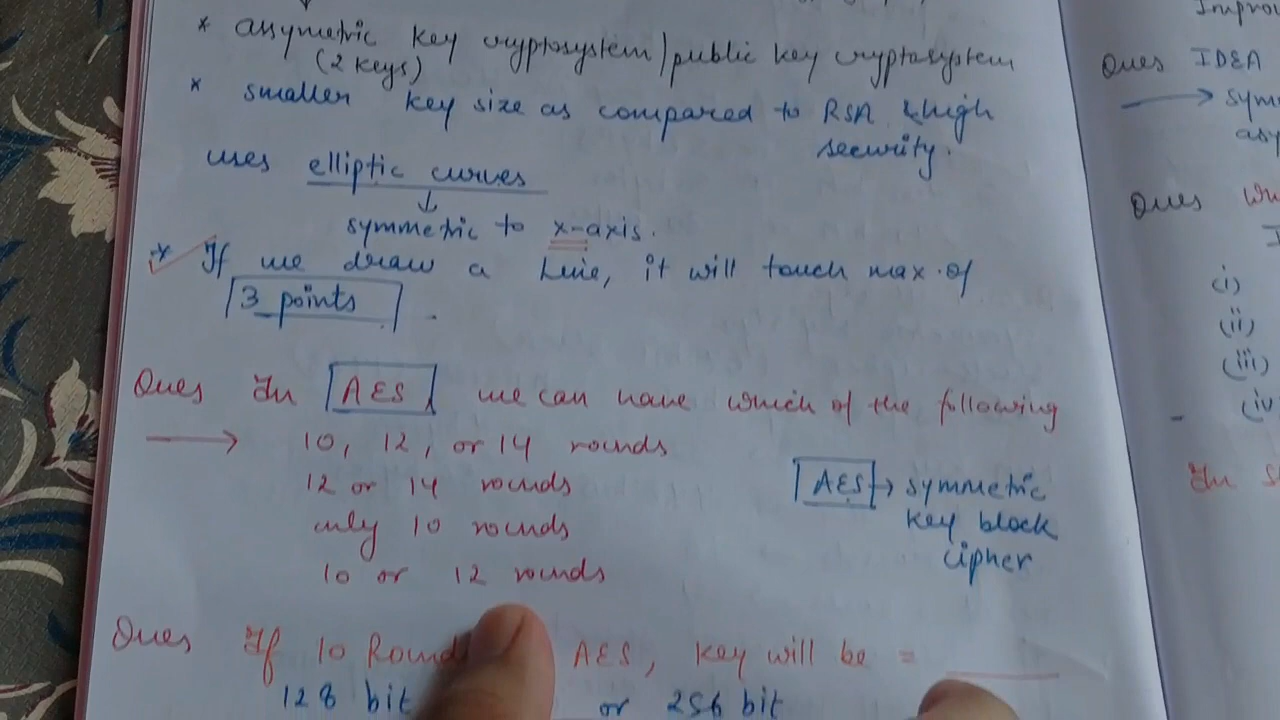 * assymetric key cryptosystem/public key cryptosystem
(2 keys)
* smaller key size as compared to RSA & high
security.
uses elliptic curves
↓
symmetric to x-axis.
* If we draw a line, it will touch max. of
3 points.
Ques In AES we can have which of the following
→ 10, 12, or 14 rounds
12 or 14 rounds
only 10 rounds
10 or 12 rounds
AES → symmetric
key block
cipher
Ques If 10 Round AES, key will be = ____
128 bit or 256 bit
Ques IDEA
→ sym
Ques
(i)
(ii)
(iii)
(iv